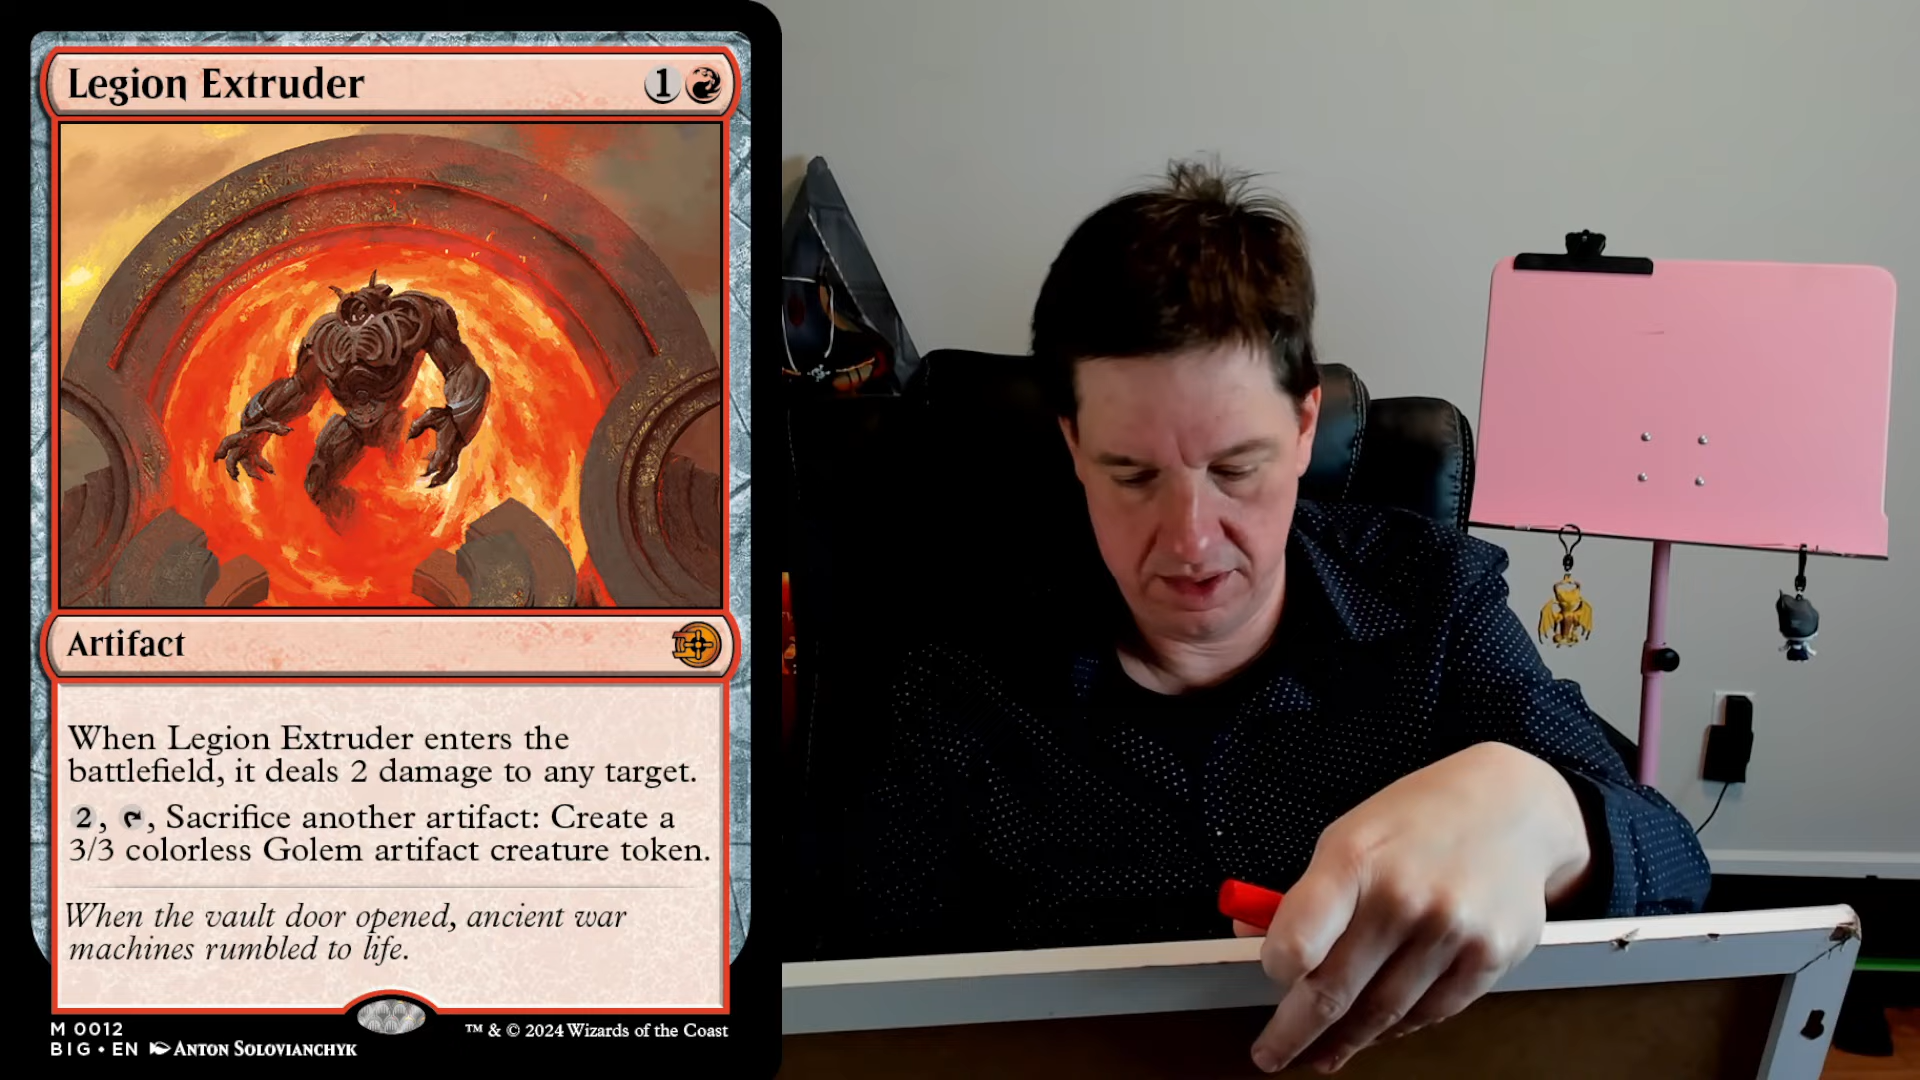 Legion Extruder 1
Artifact
When Legion Extruder enters the
battlefield, it deals 2 damage to any target.
2, , Sacrifice another artifact: Create a
3/3 colorless Golem artifact creature token.
When the vault door opened, ancient war
machines rumbled to life.
M 0012
™ & © 2024 Wizards of the Coast
BIG • EN ANTON SOLOVIANCHYK